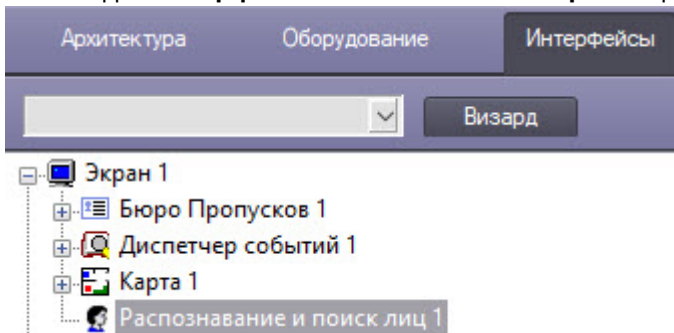 Архитектура Оборудование Интерфейсы
Визард
Экран 1
Бюро Пропусков 1
Диспетчер событий 1
Карта 1
Распознавание и поиск лиц 1